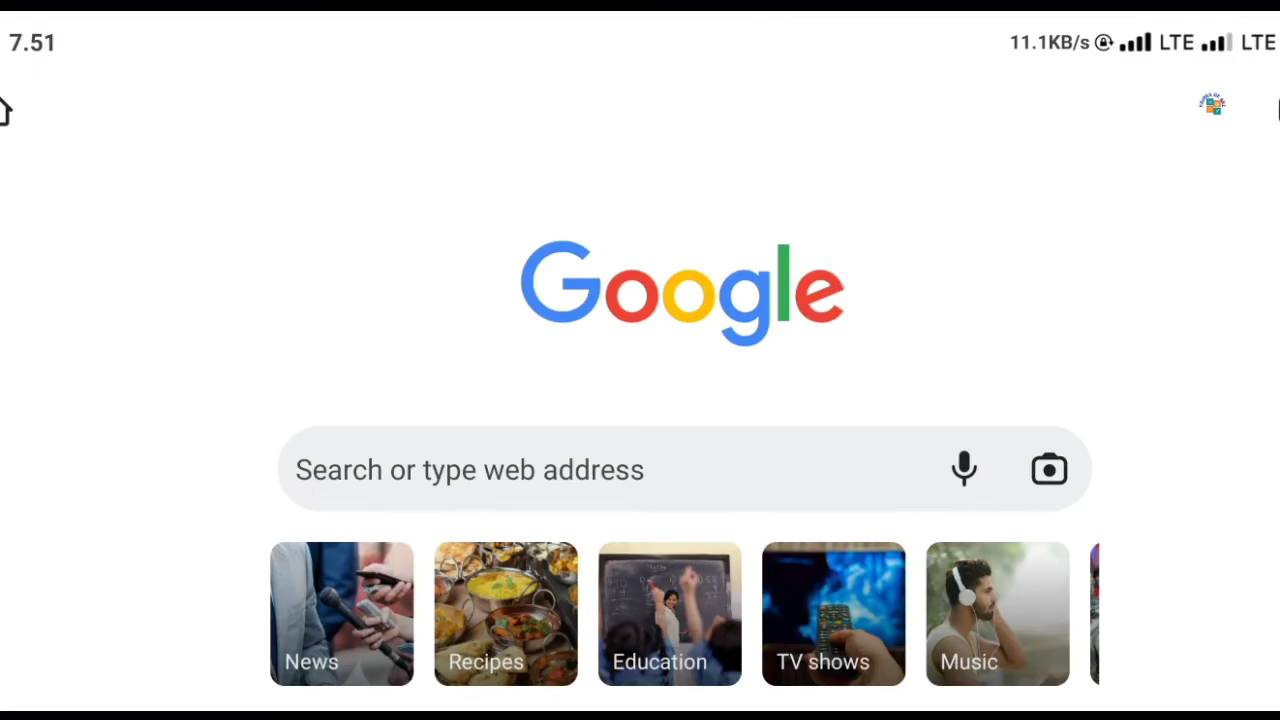 7.51
11.1KB/s LTE LTE
Google
Search or type web address
News
Recipes
Education
TV shows
Music